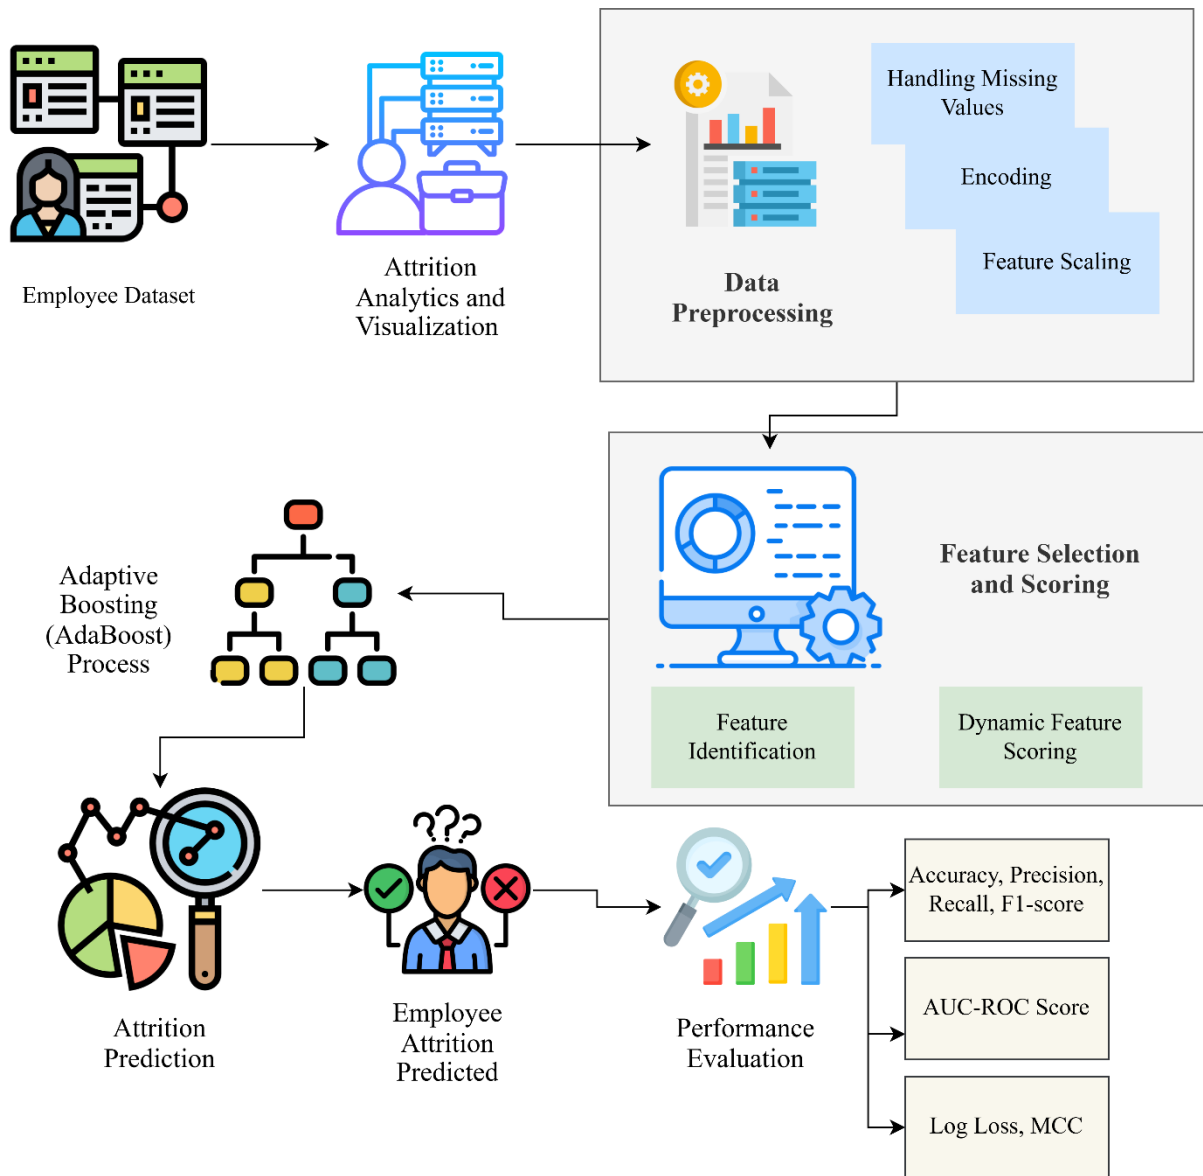 Employee Dataset
Attrition
Analytics and
Visualization
Data
Preprocessing
Handling Missing
Values
Encoding
Feature Scaling
Feature Selection
and Scoring
Feature
Identification
Dynamic Feature
Scoring
Adaptive
Boosting
(AdaBoost)
Process
Attrition
Prediction
???
Employee
Attrition
Predicted
Performance
Evaluation
Accuracy, Precision,
Recall, F1-score
AUC-ROC Score
Log Loss, MCC